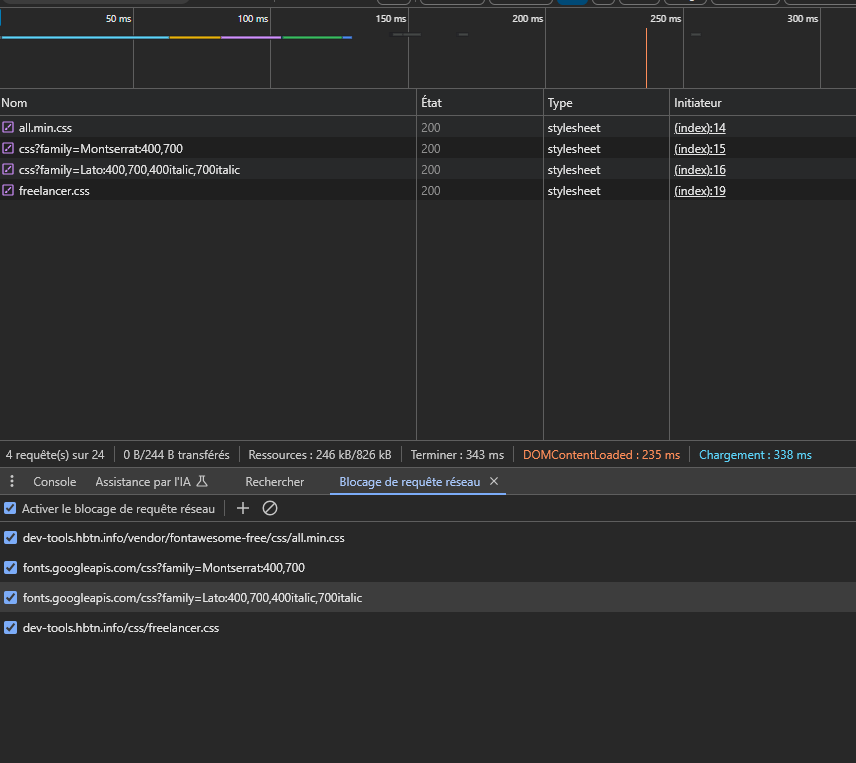 50 ms 100 ms 150 ms 200 ms 250 ms 300 ms
Nom État Type Initiateur
all.min.css 200 stylesheet (index):14
css?family=Montserrat:400,700 200 stylesheet (index):15
css?family=Lato:400,700,400italic,700italic 200 stylesheet (index):16
freelancer.css 200 stylesheet (index):19
4 requête(s) sur 24 0 B/244 B transférés Ressources : 246 kB/826 kB Terminer : 343 ms DOMContentLoaded : 235 ms Chargement : 338 ms
Console Assistance par l'IA Rechercher Blocage de requête réseau
Activer le blocage de requête réseau
dev-tools.hbtn.info/vendor/fontawesome-free/css/all.min.css
fonts.googleapis.com/css?family=Montserrat:400,700
fonts.googleapis.com/css?family=Lato:400,700,400italic,700italic
dev-tools.hbtn.info/css/freelancer.css